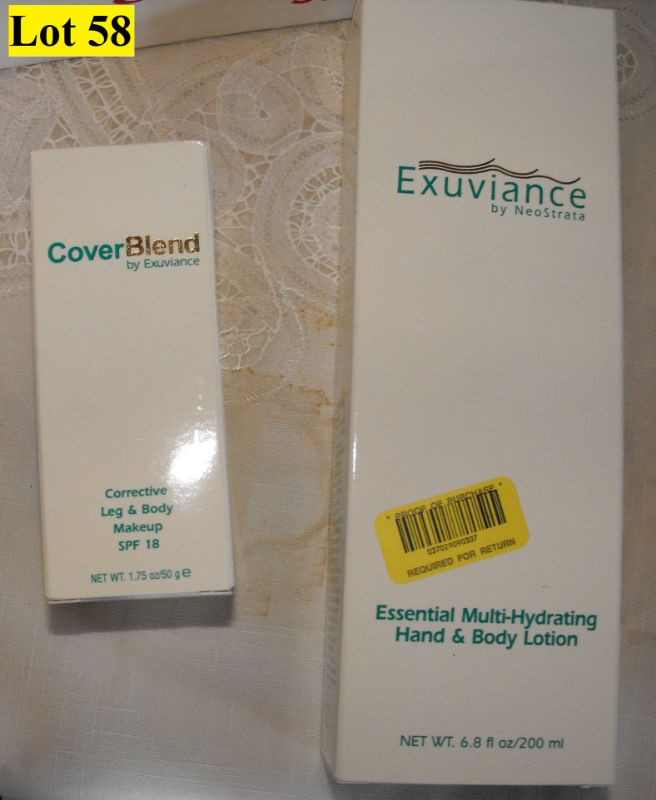 Lot 58
CoverBlend
by Exuviance
Corrective
Leg & Body
Makeup
SPF 18
NET WT. 1.75 oz/50 g e
Exuviance
by NeoStrata
* PROOF OF PURCHASE *
037029090307
REQUIRED FOR RETURN
Essential Multi-Hydrating
Hand & Body Lotion
NET WT. 6.8 fl oz/200 ml